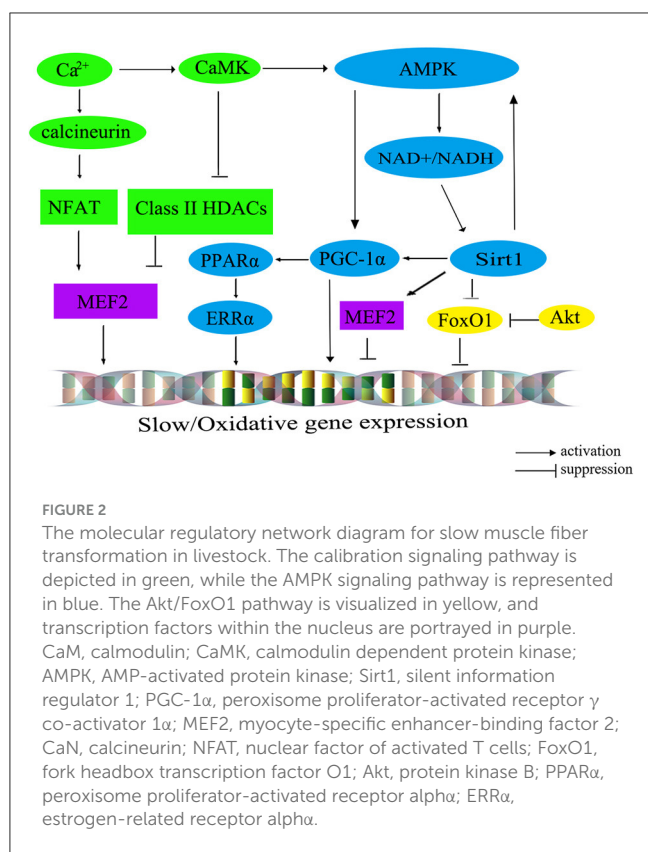 Ca²⁺
CaMK
AMPK
calcineurin
NAD+/NADH
NFAT
Class II HDACs
PPARα
PGC-1α
Sirt1
MEF2
ERRα
MEF2
FoxO1
Akt
Slow/Oxidative gene expression
activation
suppression
FIGURE 2
The molecular regulatory network diagram for slow muscle fiber
transformation in livestock. The calibration signaling pathway is
depicted in green, while the AMPK signaling pathway is represented
in blue. The Akt/FoxO1 pathway is visualized in yellow, and
transcription factors within the nucleus are portrayed in purple.
CaM, calmodulin; CaMK, calmodulin dependent protein kinase;
AMPK, AMP-activated protein kinase; Sirt1, silent information
regulator 1; PGC-1α, peroxisome proliferator-activated receptor γ
co-activator 1α; MEF2, myocyte-specific enhancer-binding factor 2;
CaN, calcineurin; NFAT, nuclear factor of activated T cells; FoxO1,
fork headbox transcription factor O1; Akt, protein kinase B; PPARα,
peroxisome proliferator-activated receptor alphα; ERRα,
estrogen-related receptor alphα.